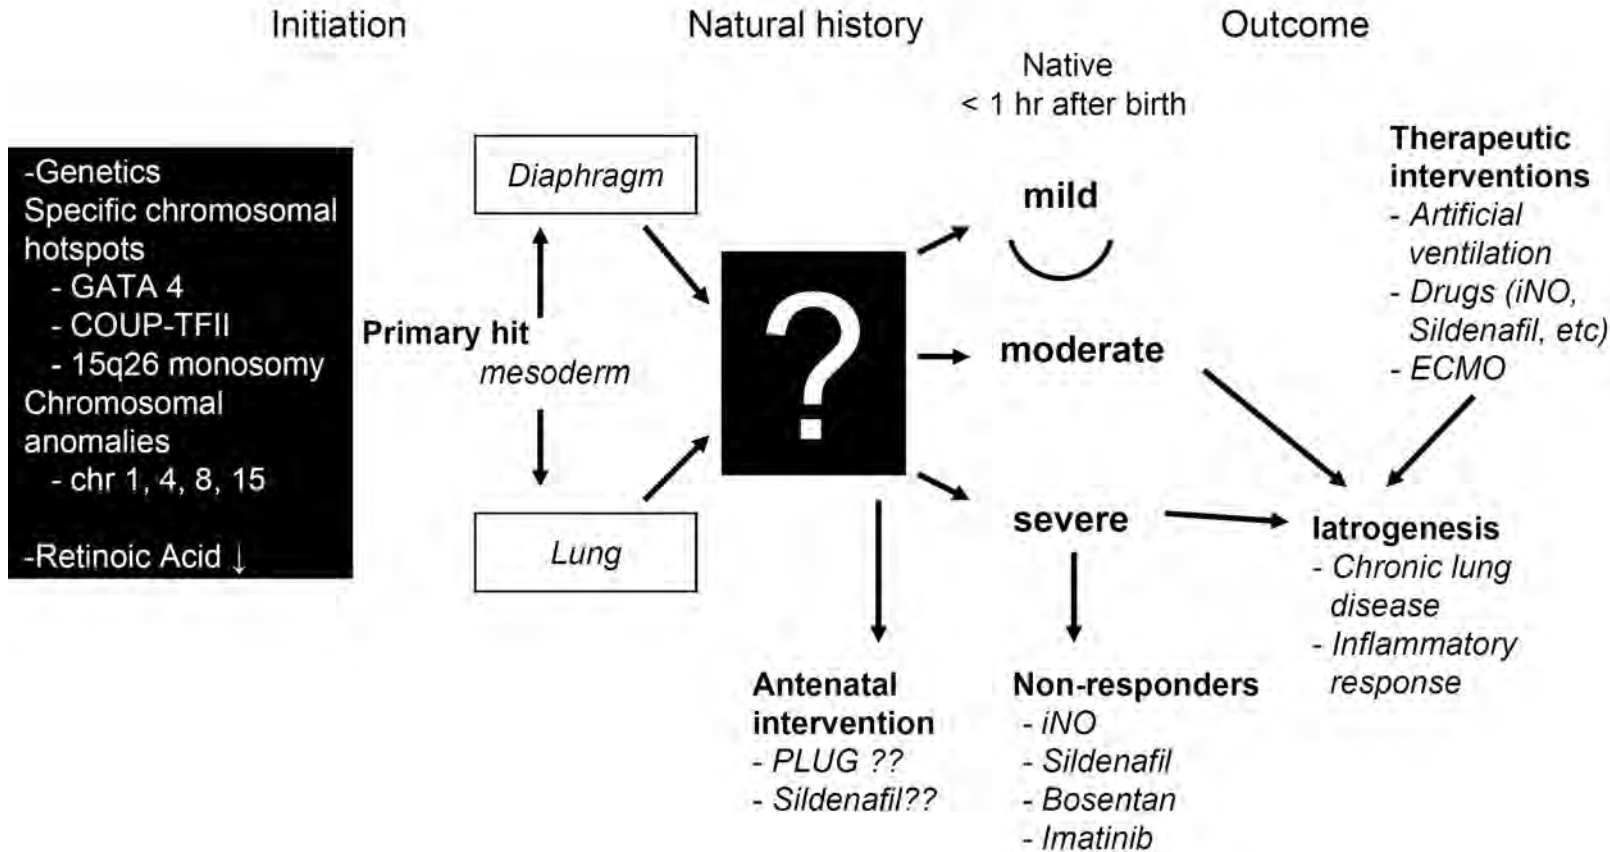 Initiation
Natural history
Outcome
Native
< 1 hr after birth
-Genetics
Specific chromosomal
hotspots
- GATA 4
- COUP-TFII
- 15q26 monosomy
Chromosomal
anomalies
- chr 1, 4, 8, 15
-Retinoic Acid ↓
Primary hit
mesoderm
Diaphragm
Lung
?
mild
moderate
severe
Therapeutic
interventions
- Artificial
ventilation
- Drugs (iNO,
Sildenafil, etc)
- ECMO
Iatrogenesis
- Chronic lung
disease
- Inflammatory
response
Antenatal
intervention
- PLUG ??
- Sildenafil??
Non-responders
- iNO
- Sildenafil
- Bosentan
- Imatinib